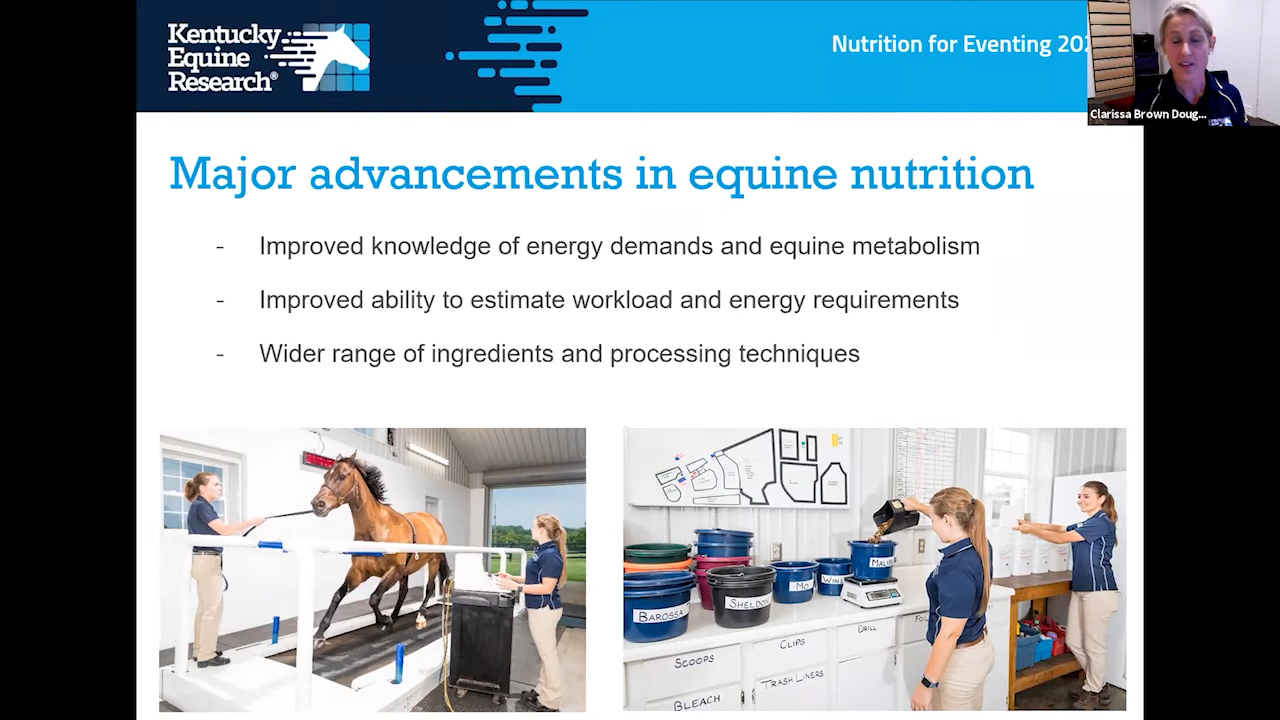 Kentucky
Equine
Research®
Nutrition for Eventing 202
Clarissa Brown Doug...
Major advancements in equine nutrition
- Improved knowledge of energy demands and equine metabolism
- Improved ability to estimate workload and energy requirements
- Wider range of ingredients and processing techniques
BAROSSA
SHELDON
MO
WINS
MALIB
SCOOPS
CLIPS
DRILL
FOIL
BLEACH
TRASH LINERS